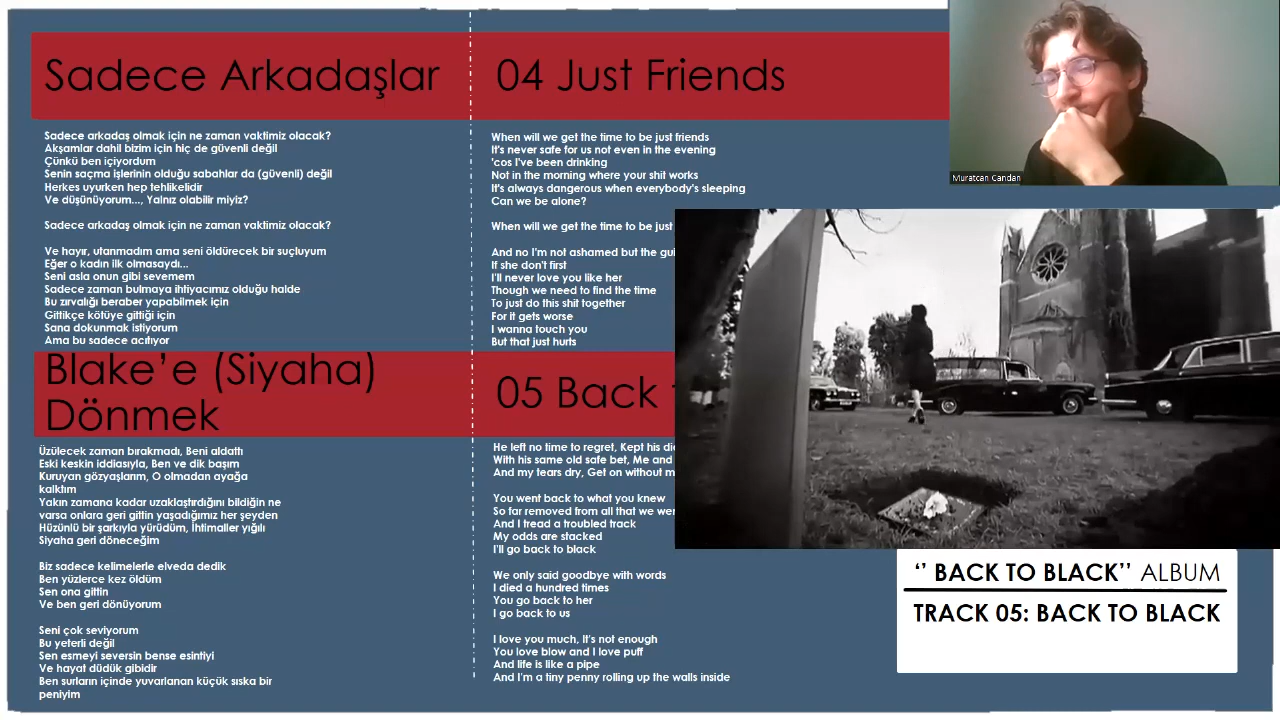 Sadece Arkadaşlar
Sadece arkadaş olmak için ne zaman vaktimiz olacak?
Akşamlar dahil bizim için hiç de güvenli değil
Çünkü ben içiyordum
Senin saçma işlerinin olduğu sabahlar da (güvenli) değil
Herkes uyurken hep tehlikelidir
Ve düşünüyorum..., Yalnız olabilir miyiz?
Sadece arkadaş olmak için ne zaman vaktimiz olacak?
Ve hayır, utanmadım ama seni öldürecek bir suçluyum
Eğer o kadın ilk olmasaydı...
Seni asla onun gibi sevemem
Sadece zaman bulmaya ihtiyacımız olduğu halde
Bu zırvalığı beraber yapabilmek için
Gittikçe kötüye gittiği için
Sana dokunmak istiyorum
Ama bu sadece acıtıyor
04 Just Friends
When will we get the time to be just friends
It's never safe for us not even in the evening
'cos I've been drinking
Not in the morning where your shit works
It's always dangerous when everybody's sleeping
Can we be alone?
When will we get the time to be just
And no I'm not ashamed but the gui
If she don't first
I'll never love you like her
Though we need to find the time
To just do this shit together
For it gets worse
I wanna touch you
But that just hurts
Blake'e (Siyaha)
Dönmek
Üzülecek zaman bırakmadı, Beni aldattı
Eski keskin iddiasıyla, Ben ve dik başım
Kuruyan gözyaşlarım, O olmadan ayağa
kalktım
Yakın zamana kadar uzaklaştırdığını bildiğin ne
varsa onlara geri gittin yaşadığımız her şeyden
Hüzünlü bir şarkıyla yürüdüm, İhtimaller yığılı
Siyaha geri döneceğim
Biz sadece kelimelerle elveda dedik
Ben yüzlerce kez öldüm
Sen ona gittin
Ve ben geri dönüyorum
Seni çok seviyorum
Bu yeterli değil
Sen esmeyi seversin bense esintiyi
Ve hayat düdük gibidir
Ben surların içinde yuvarlanan küçük sıska bir
peniyim
05 Back
He left no time to regret, Kept his di
With his same old safe bet, Me and
And my tears dry, Get on without m
You went back to what you knew
So far removed from all that we wer
And I tread a troubled track
My odds are stacked
I'll go back to black
We only said goodbye with words
I died a hundred times
You go back to her
I go back to us
I love you much, It's not enough
You love blow and I love puff
And life is like a pipe
And I'm a tiny penny rolling up the walls inside
Muratcan Candan
‘’ BACK TO BLACK’’ ALBUM
TRACK 05: BACK TO BLACK